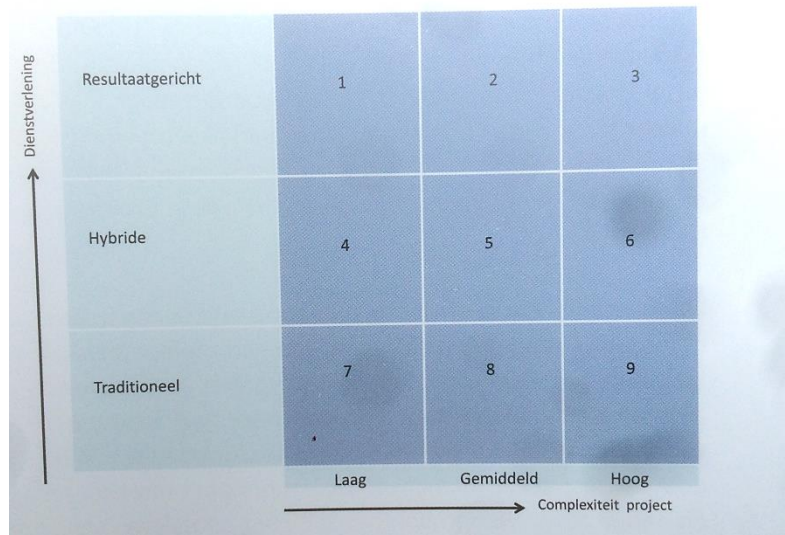 Dienstverlening
Resultaatgericht 1 2 3
Hybride 4 5 6
Traditioneel 7 8 9
Laag Gemiddeld Hoog
Complexiteit project